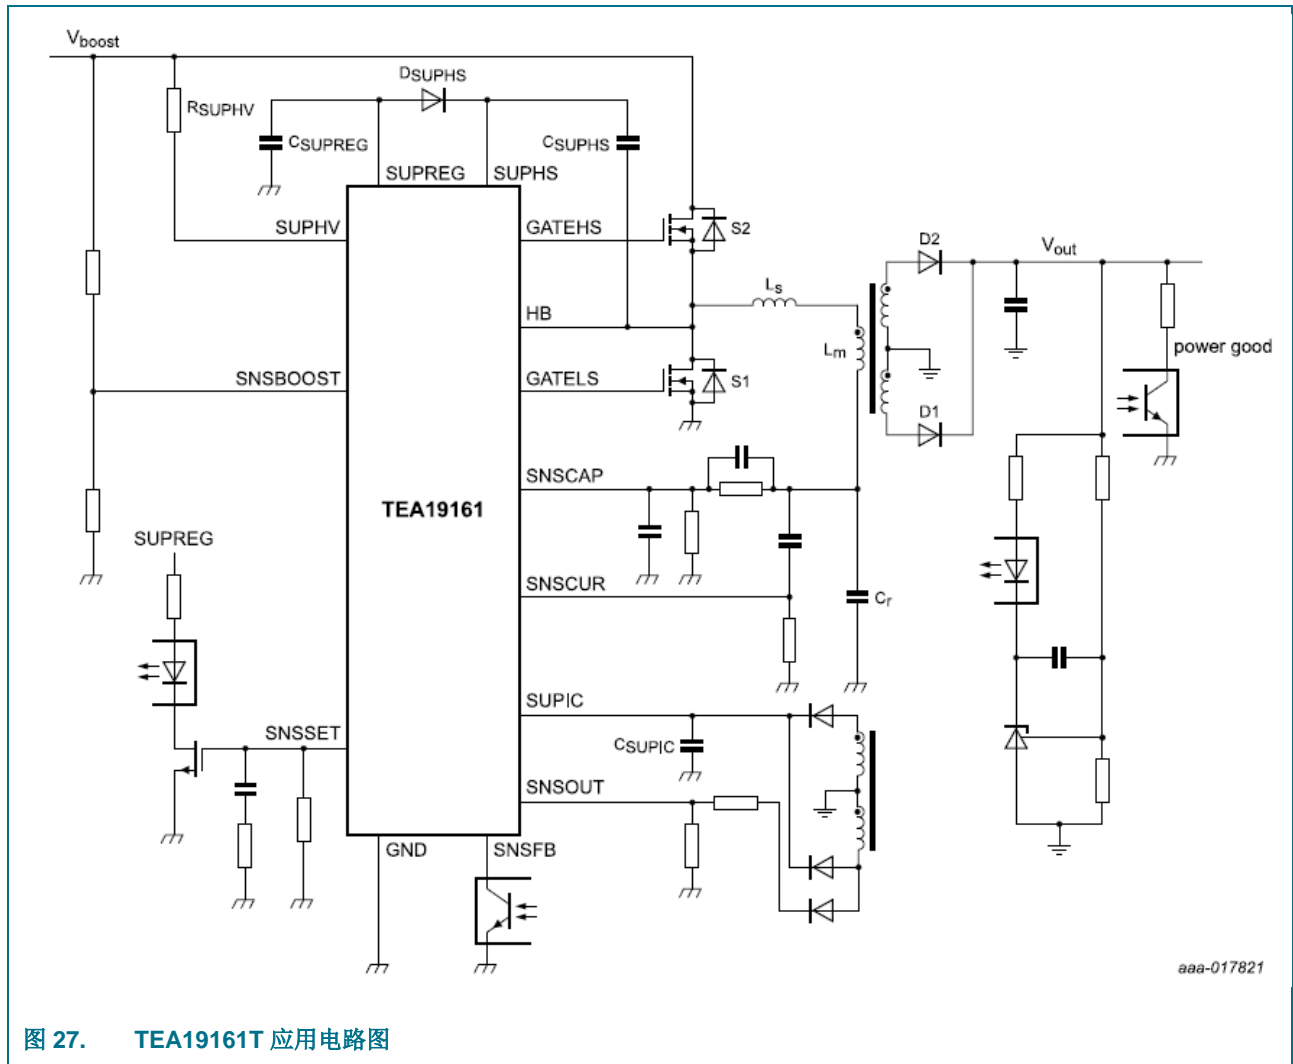 Vboost
DSUPHS
RSUPHV
CSUPREG
CSUPHS
SUPREG
SUPHS
SUPHV
GATEHS
S2
D2
Vout
Ls
HB
Lm
power good
SNSBOOST
GATELS
S1
D1
SNSCAP
TEA19161
SUPREG
SNSCUR
Cr
SUPIC
SNSSET
CSUPIC
SNSOUT
GND
SNSFB
aaa-017821
图 27. TEA19161T 应用电路图